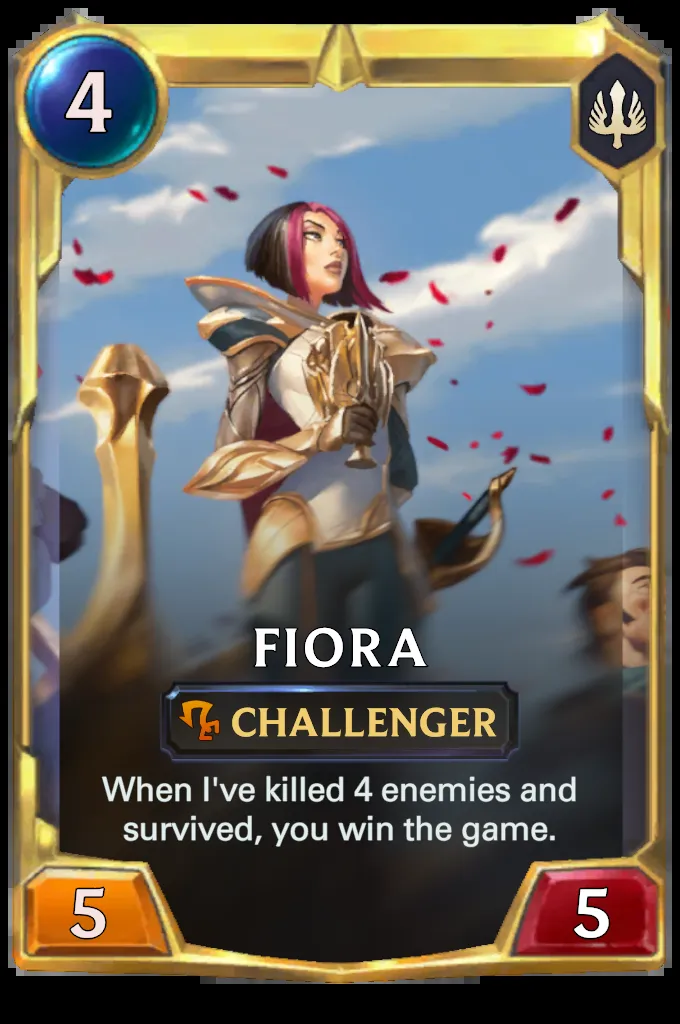 4
FIORA
CHALLENGER
When I've killed 4 enemies and
survived, you win the game.
5
5